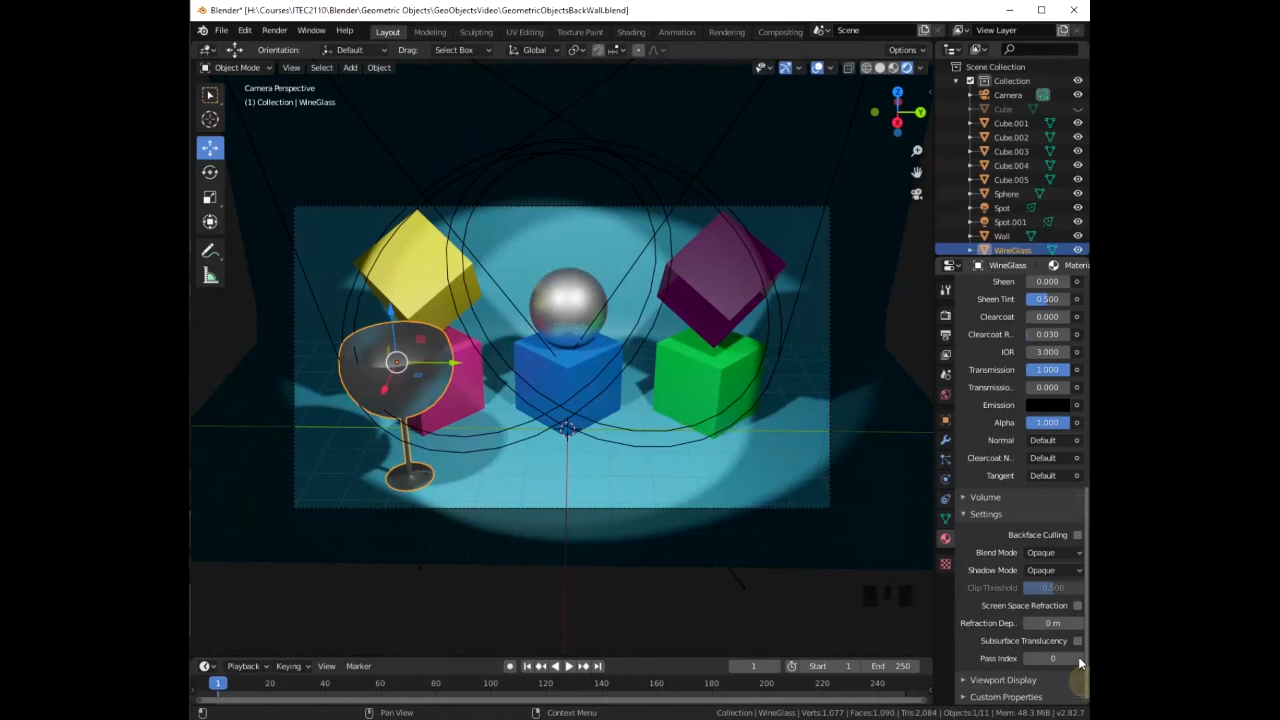 Blender* [H:\Courses\ITEC2110\Blender\Geometric Objects\GeoObjectsVideo\GeometricObjectsBackWall.blend]
File Edit Render Window Help Layout Modeling Sculpting UV Editing Texture Paint Shading Animation Rendering Compositing Scene View Layer
Orientation: Default Drag: Select Box Global Options
Object Mode View Select Add Object
Scene Collection
Collection
Camera
Cube
Cube.001
Cube.002
Cube.003
Cube.004
Cube.005
Sphere
Spot
Spot.001
Wall
WineGlass
Camera Perspective
(1) Collection | WineGlass
Z
Y
X
WineGlass Materi
Sheen 0.000
Sheen Tint 0.500
Clearcoat 0.000
Clearcoat R.. 0.030
IOR 3.000
Transmission 1.000
Transmissio.. 0.000
Emission
Alpha 1.000
Normal Default
Clearcoat N.. Default
Tangent Default
Volume
Settings
Backface Culling
Blend Mode Opaque
Shadow Mode Opaque
Clip Threshold 0.500
Screen Space Refraction
Refraction Dep.. 0 m
Subsurface Translucency
Pass Index 0
Viewport Display
Custom Properties
Playback Keying View Marker 1 Start 1 End 250
1 20 40 60 80 100 120 140 160 180 200 220 240
Pan View Context Menu Collection | WineGlass | Verts:1,077 | Faces:1,090 | Tris:2,084 | Objects:1/11 | Mem: 48.3 MiB | v2.82.7